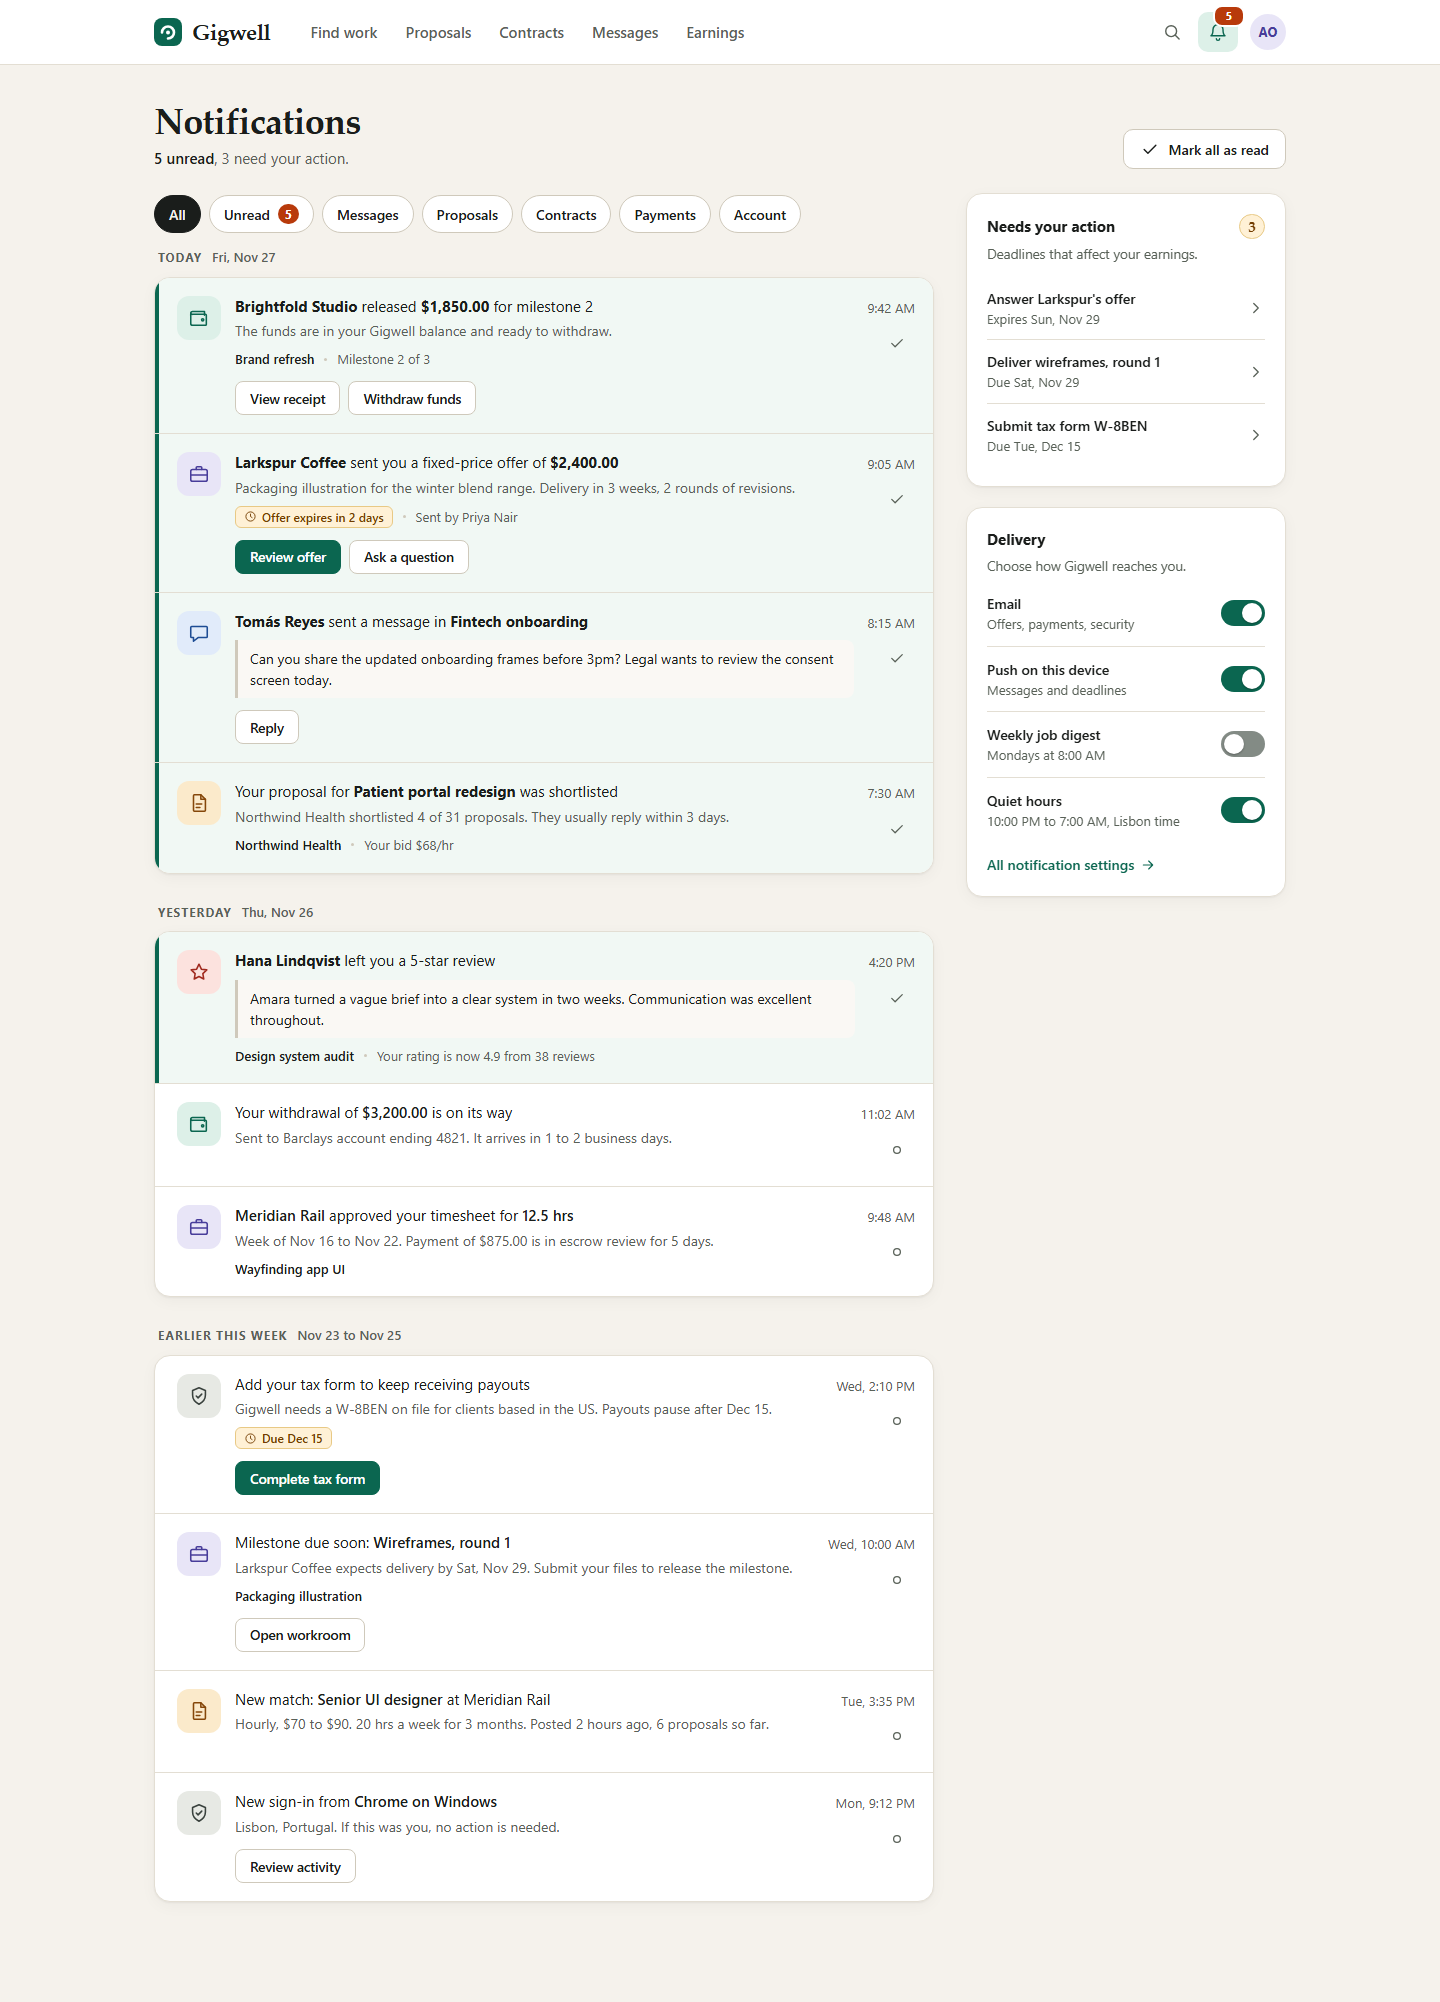 Gigwell
Find work
Proposals
Contracts
Messages
Earnings
5
AO
Notifications
5 unread, 3 need your action.
Mark all as read
All
Unread 5
Messages
Proposals
Contracts
Payments
Account
TODAY Fri, Nov 27
Brightfold Studio released $1,850.00 for milestone 2
9:42 AM
The funds are in your Gigwell balance and ready to withdraw.
Brand refresh • Milestone 2 of 3
View receipt
Withdraw funds
Larkspur Coffee sent you a fixed-price offer of $2,400.00
9:05 AM
Packaging illustration for the winter blend range. Delivery in 3 weeks, 2 rounds of revisions.
Offer expires in 2 days • Sent by Priya Nair
Review offer
Ask a question
Tomás Reyes sent a message in Fintech onboarding
8:15 AM
Can you share the updated onboarding frames before 3pm? Legal wants to review the consent
screen today.
Reply
Your proposal for Patient portal redesign was shortlisted
7:30 AM
Northwind Health shortlisted 4 of 31 proposals. They usually reply within 3 days.
Northwind Health • Your bid $68/hr
YESTERDAY Thu, Nov 26
Hana Lindqvist left you a 5-star review
4:20 PM
Amara turned a vague brief into a clear system in two weeks. Communication was excellent
throughout.
Design system audit • Your rating is now 4.9 from 38 reviews
Your withdrawal of $3,200.00 is on its way
11:02 AM
Sent to Barclays account ending 4821. It arrives in 1 to 2 business days.
Meridian Rail approved your timesheet for 12.5 hrs
9:48 AM
Week of Nov 16 to Nov 22. Payment of $875.00 is in escrow review for 5 days.
Wayfinding app UI
EARLIER THIS WEEK Nov 23 to Nov 25
Add your tax form to keep receiving payouts
Wed, 2:10 PM
Gigwell needs a W-8BEN on file for clients based in the US. Payouts pause after Dec 15.
Due Dec 15
Complete tax form
Milestone due soon: Wireframes, round 1
Wed, 10:00 AM
Larkspur Coffee expects delivery by Sat, Nov 29. Submit your files to release the milestone.
Packaging illustration
Open workroom
New match: Senior UI designer at Meridian Rail
Tue, 3:35 PM
Hourly, $70 to $90. 20 hrs a week for 3 months. Posted 2 hours ago, 6 proposals so far.
New sign-in from Chrome on Windows
Mon, 9:12 PM
Lisbon, Portugal. If this was you, no action is needed.
Review activity
Needs your action
3
Deadlines that affect your earnings.
Answer Larkspur's offer
Expires Sun, Nov 29
Deliver wireframes, round 1
Due Sat, Nov 29
Submit tax form W-8BEN
Due Tue, Dec 15
Delivery
Choose how Gigwell reaches you.
Email
Offers, payments, security
Push on this device
Messages and deadlines
Weekly job digest
Mondays at 8:00 AM
Quiet hours
10:00 PM to 7:00 AM, Lisbon time
All notification settings →